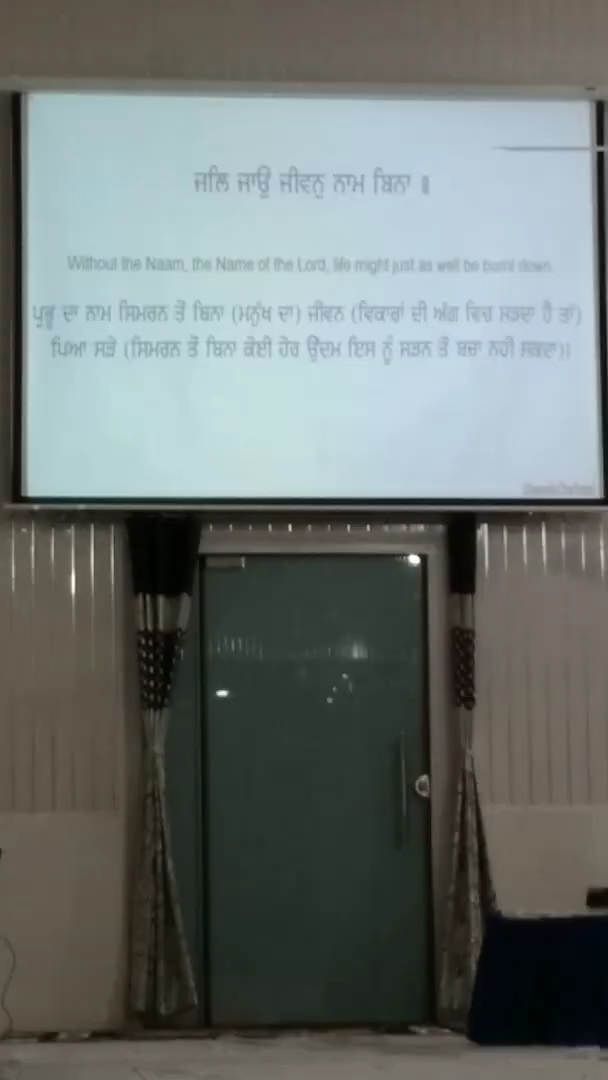 ਜਲਿ ਜਾਉ ਜੀਵਨੁ ਨਾਮ ਬਿਨਾ ॥
Without the Naam, the Name of the Lord, life might just as well be burnt down.
ਪ੍ਰਭੂ ਦਾ ਨਾਮ ਸਿਮਰਨ ਤੋਂ ਬਿਨਾ (ਮਨੁੱਖ ਦਾ) ਜੀਵਨ (ਵਿਕਾਰਾਂ ਦੀ ਅੱਗ ਵਿਚ ਸੜਦਾ ਹੈ ਤਾਂ)
ਪਿਆ ਸੜੇ (ਸਿਮਰਨ ਤੋਂ ਬਿਨਾ ਕੋਈ ਹੋਰ ਉੱਦਮ ਇਸ ਨੂੰ ਸੜਨ ਤੋਂ ਬਚਾ ਨਹੀਂ ਸਕਦਾ)।